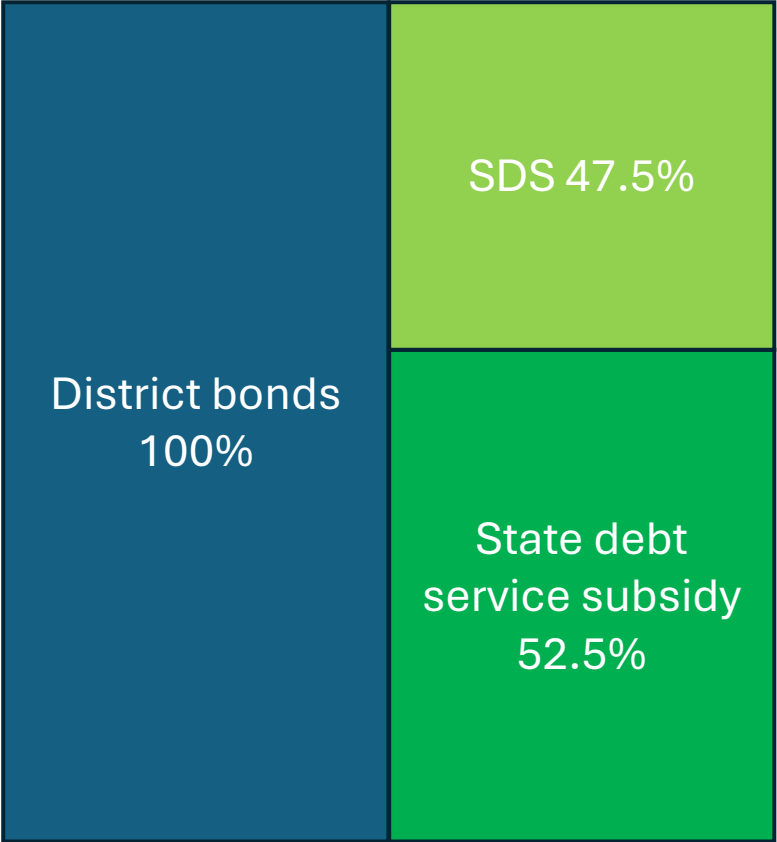 District bonds
100%
SDS 47.5%
State debt
service subsidy
52.5%